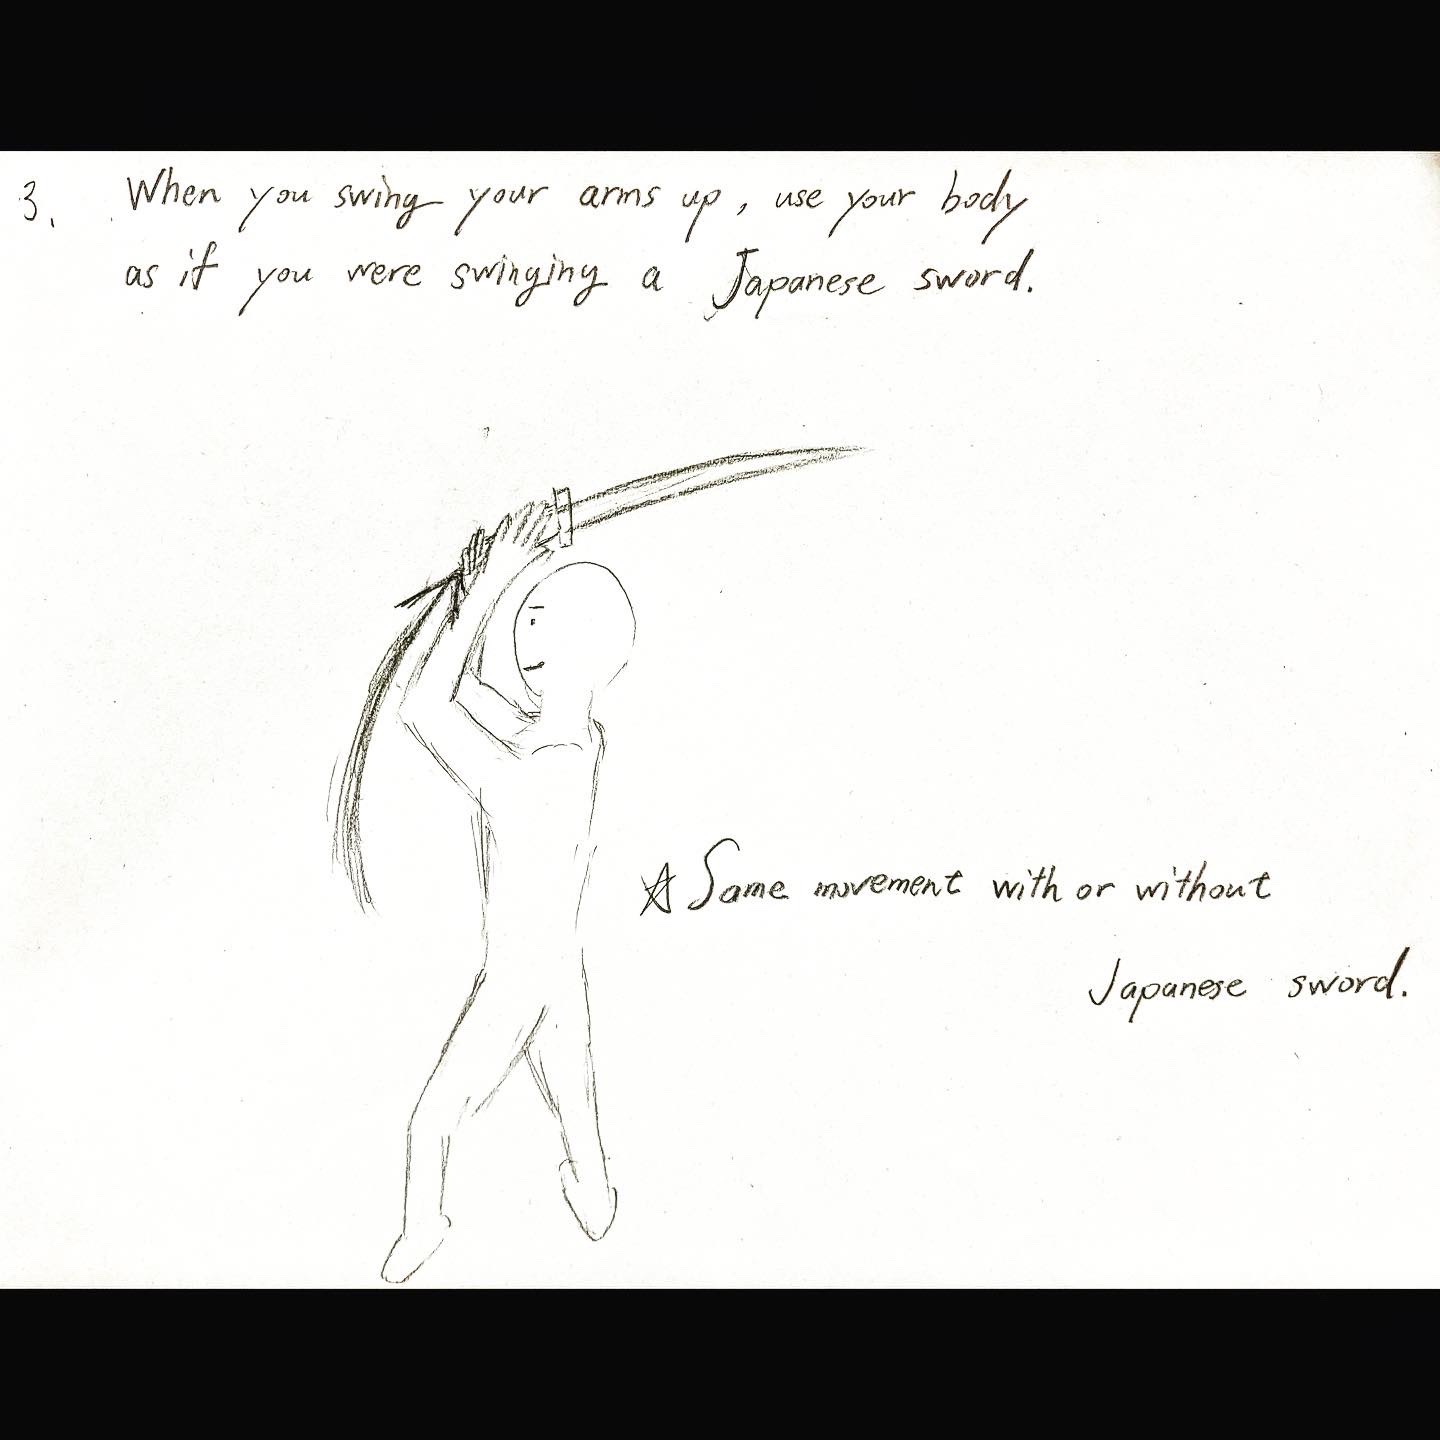 3. When you swing your arms up, use your body
as if you were swinging a Japanese sword.
☆ Same movement with or without
Japanese sword.